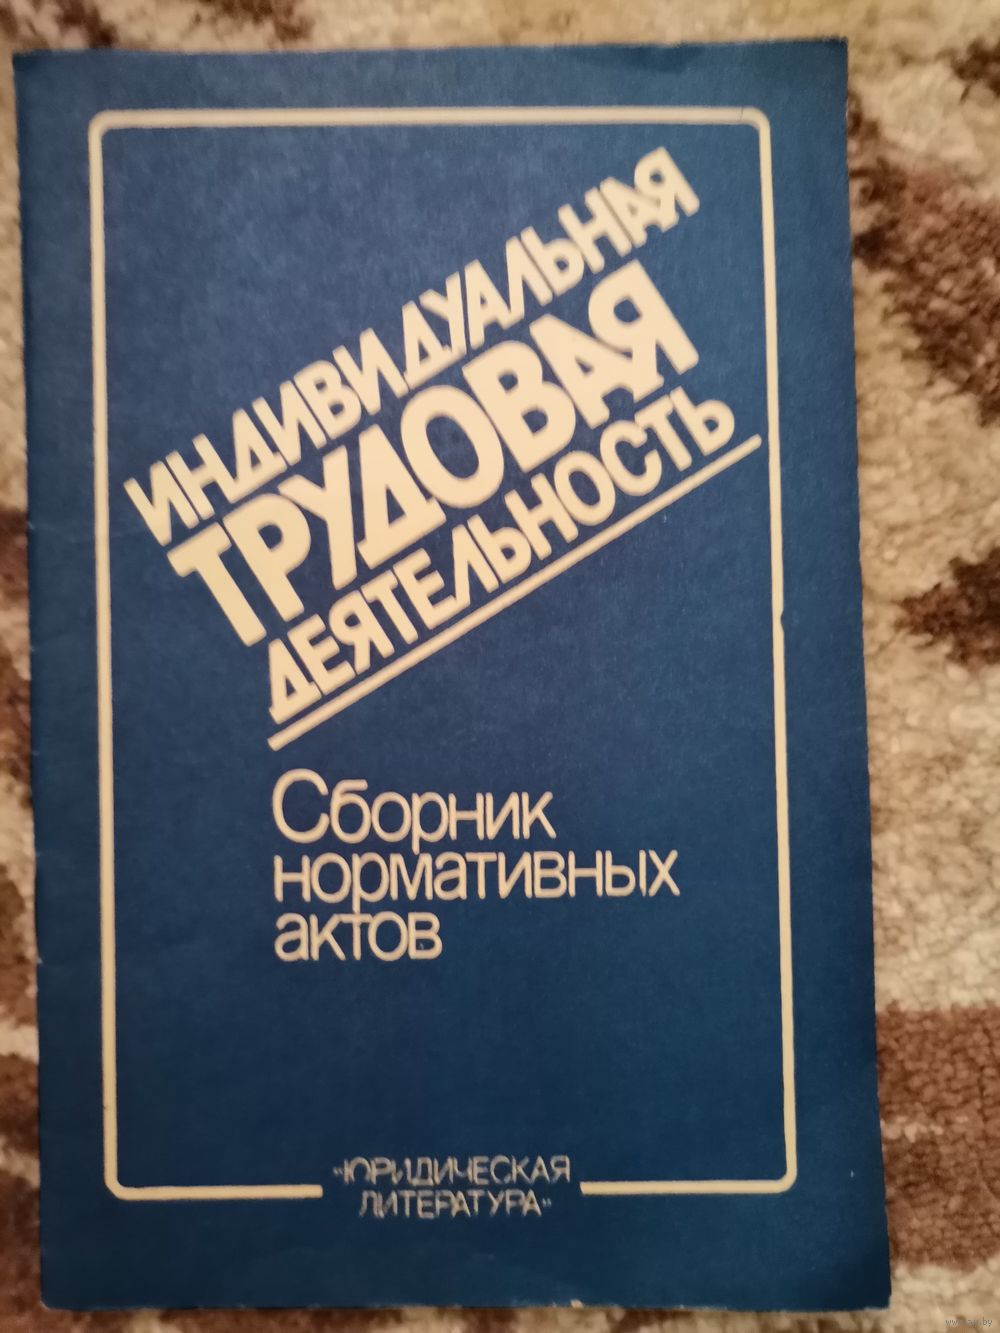 ИНДИВИДУАЛЬНАЯ
ТРУДОВАЯ
ДЕЯТЕЛЬНОСТЬ
Сборник
нормативных
актов
«ЮРИДИЧЕСКАЯ
ЛИТЕРАТУРА»